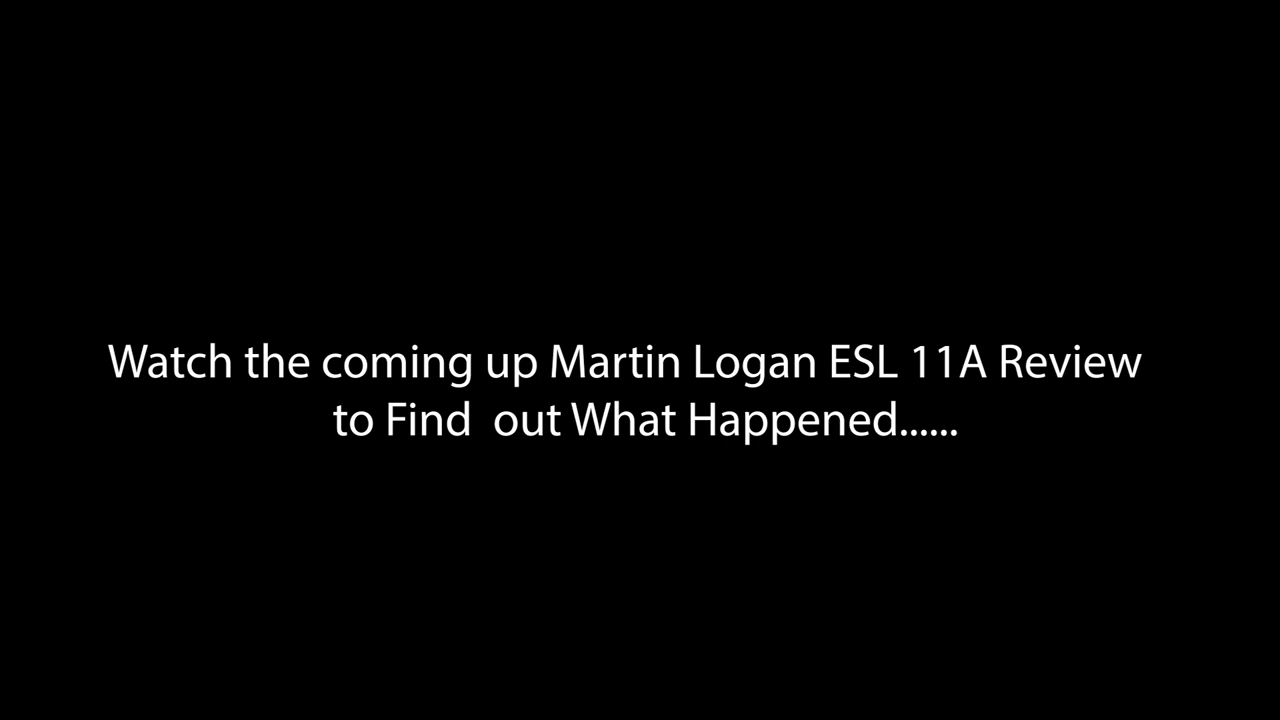 Watch the coming up Martin Logan ESL 11A Review
to Find  out What Happened......